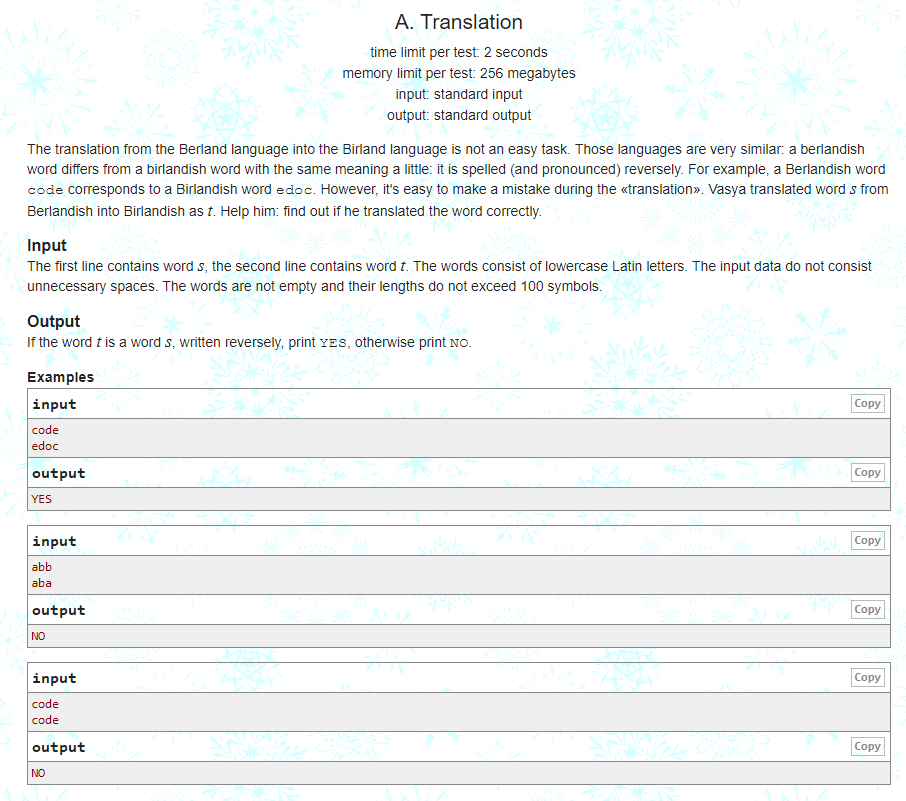 A. Translation
time limit per test: 2 seconds
memory limit per test: 256 megabytes
input: standard input
output: standard output
The translation from the Berland language into the Birland language is not an easy task. Those languages are very similar: a berlandish
word differs from a birlandish word with the same meaning a little: it is spelled (and pronounced) reversely. For example, a Berlandish word
code corresponds to a Birlandish word edoc. However, it's easy to make a mistake during the «translation». Vasya translated word s from
Berlandish into Birlandish as t. Help him: find out if he translated the word correctly.
Input
The first line contains word s, the second line contains word t. The words consist of lowercase Latin letters. The input data do not consist
unnecessary spaces. The words are not empty and their lengths do not exceed 100 symbols.
Output
If the word t is a word s, written reversely, print YES, otherwise print NO.
Examples
input Copy
code
edoc
output Copy
YES
input Copy
abb
aba
output Copy
NO
input Copy
code
code
output Copy
NO